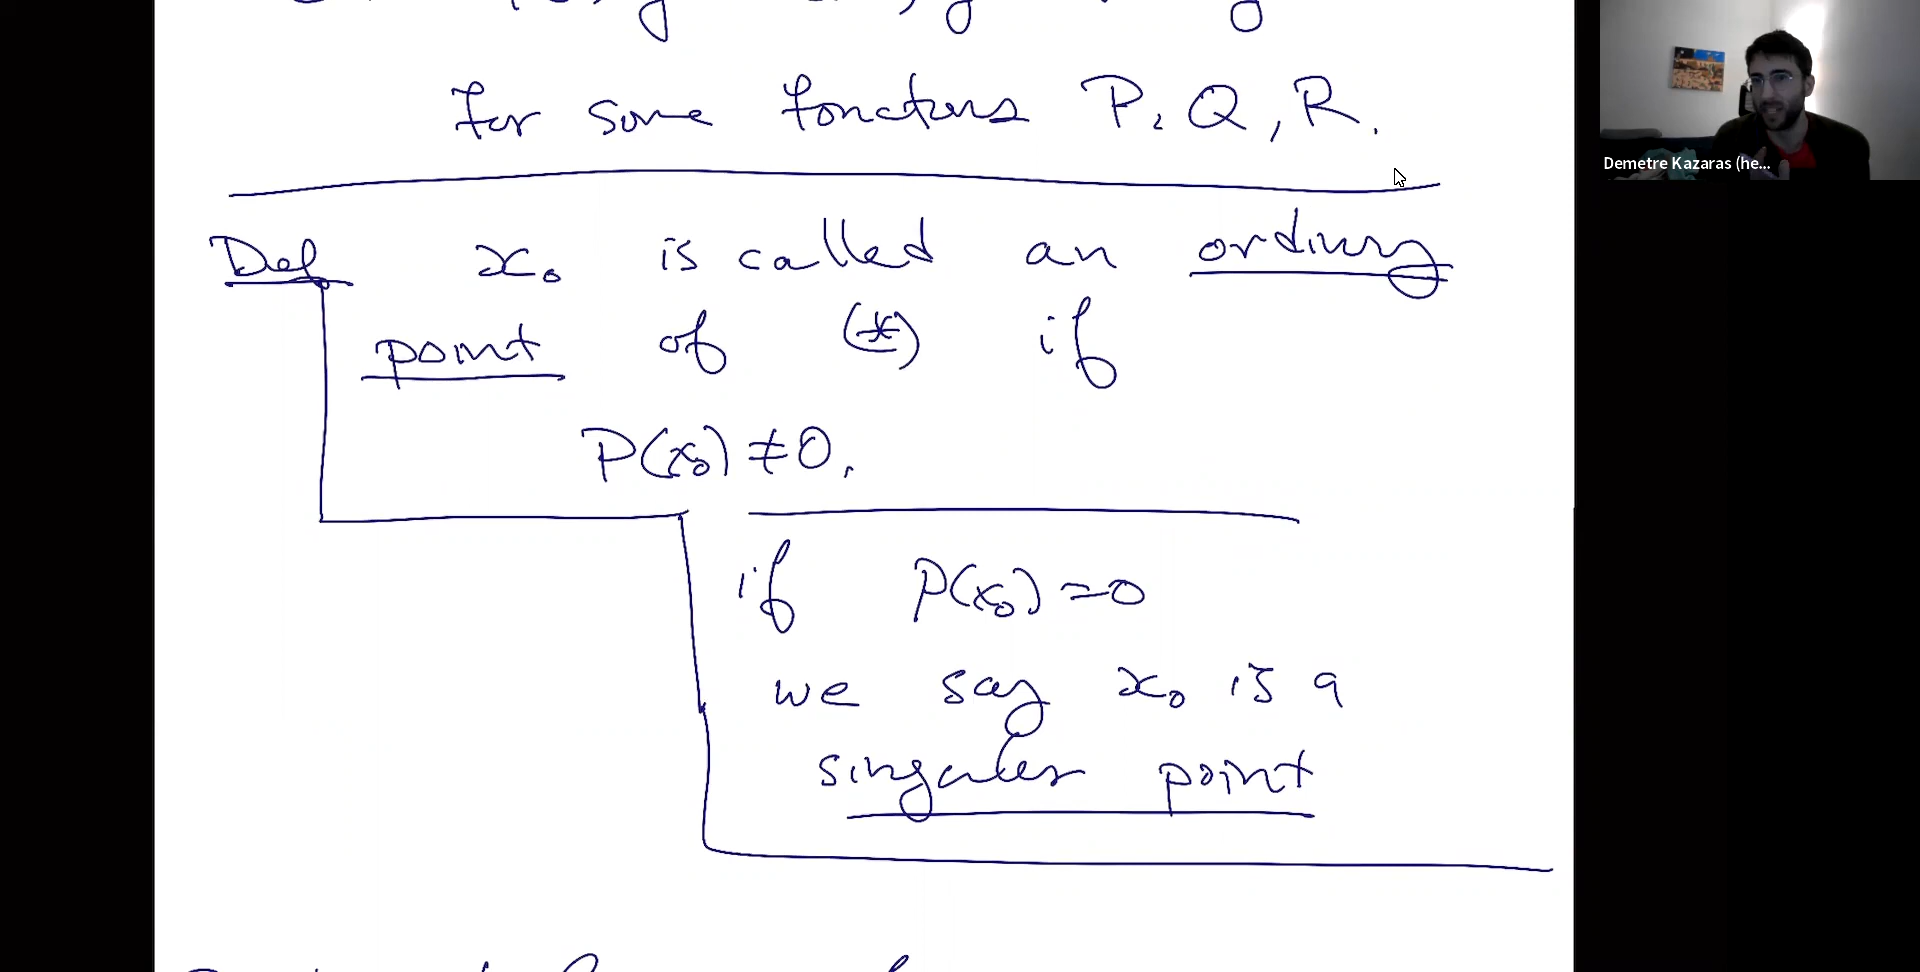 for some functions P, Q, R.
Def x₀ is called an ordinary
point of (*) if
P(x₀) ≠ 0.
if P(x₀) = 0
we say x₀ is a
singular point
Demetre Kazaras (he...